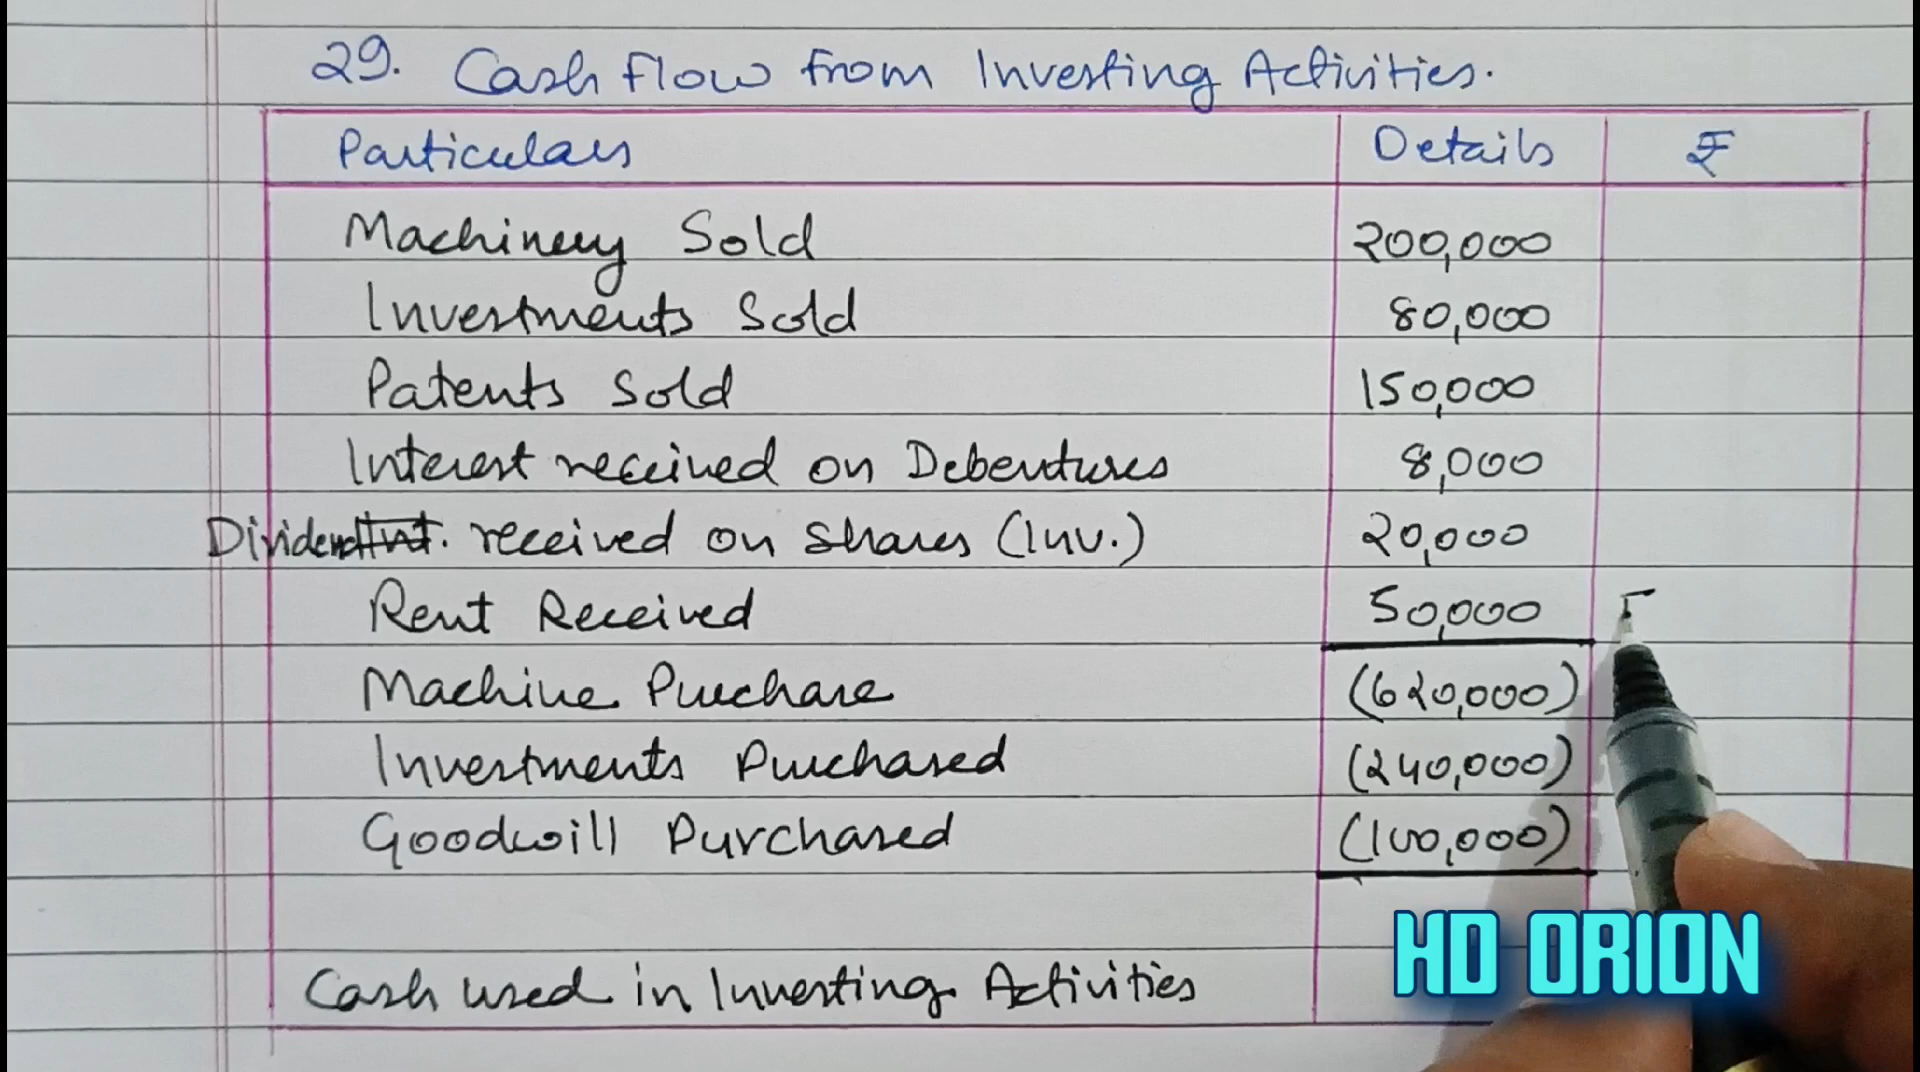 29. Cash flow from Investing Activities.
Particulars Details ₹
Machinery Sold 200,000
Investments Sold 80,000
Patents Sold 150,000
Interest received on Debentures 8,000
Dividend received on Shares (Inv.) 20,000
Rent Received 50,000
Machine Purchase (620,000)
Investments Purchased (240,000)
Goodwill Purchased (100,000)
Cash used in Investing Activities
HD ORION